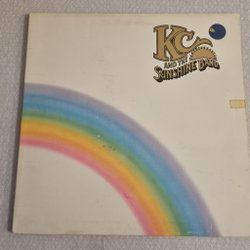 KC
AND THE
SUNSHINE BAND